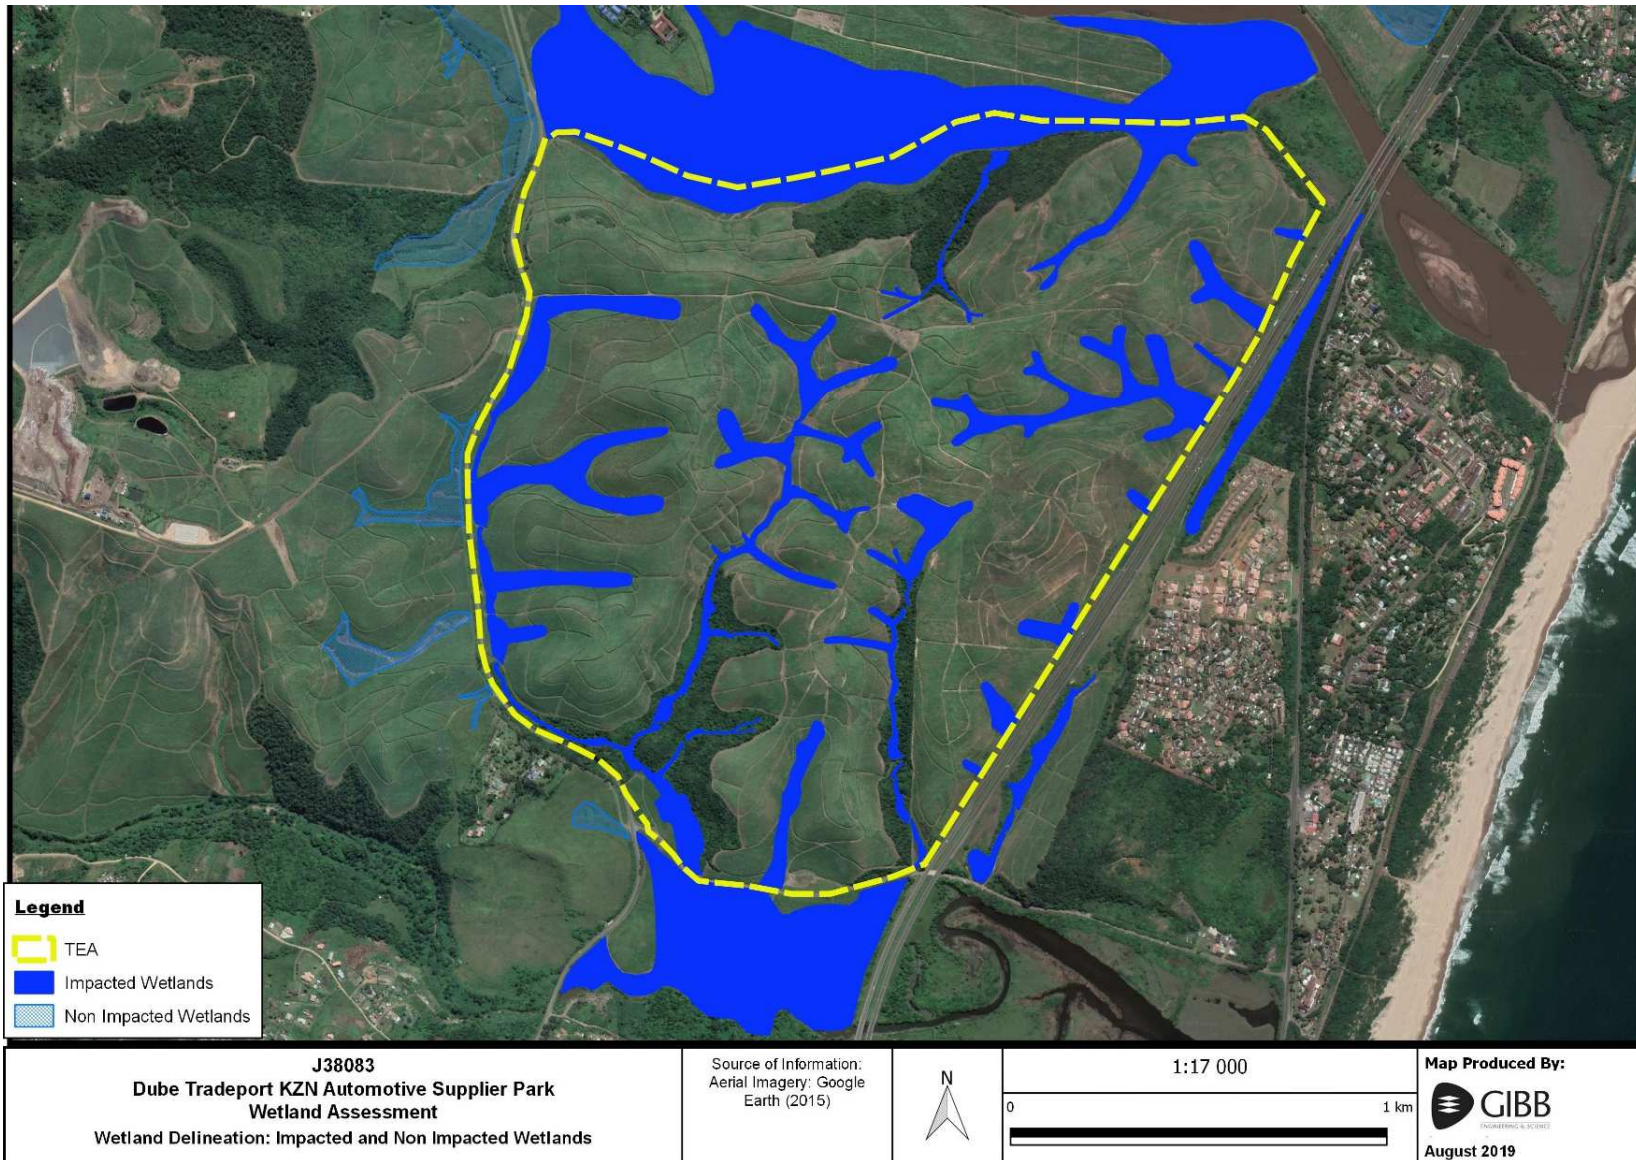 Legend
TEA
Impacted Wetlands
Non Impacted Wetlands
J38083
Dube Tradeport KZN Automotive Supplier Park
Wetland Assessment
Wetland Delineation: Impacted and Non Impacted Wetlands
Source of Information:
Aerial Imagery: Google
Earth (2015)
N
1:17 000
0 1 km
Map Produced By:
GIBB
ENGINEERING & SCIENCE
August 2019